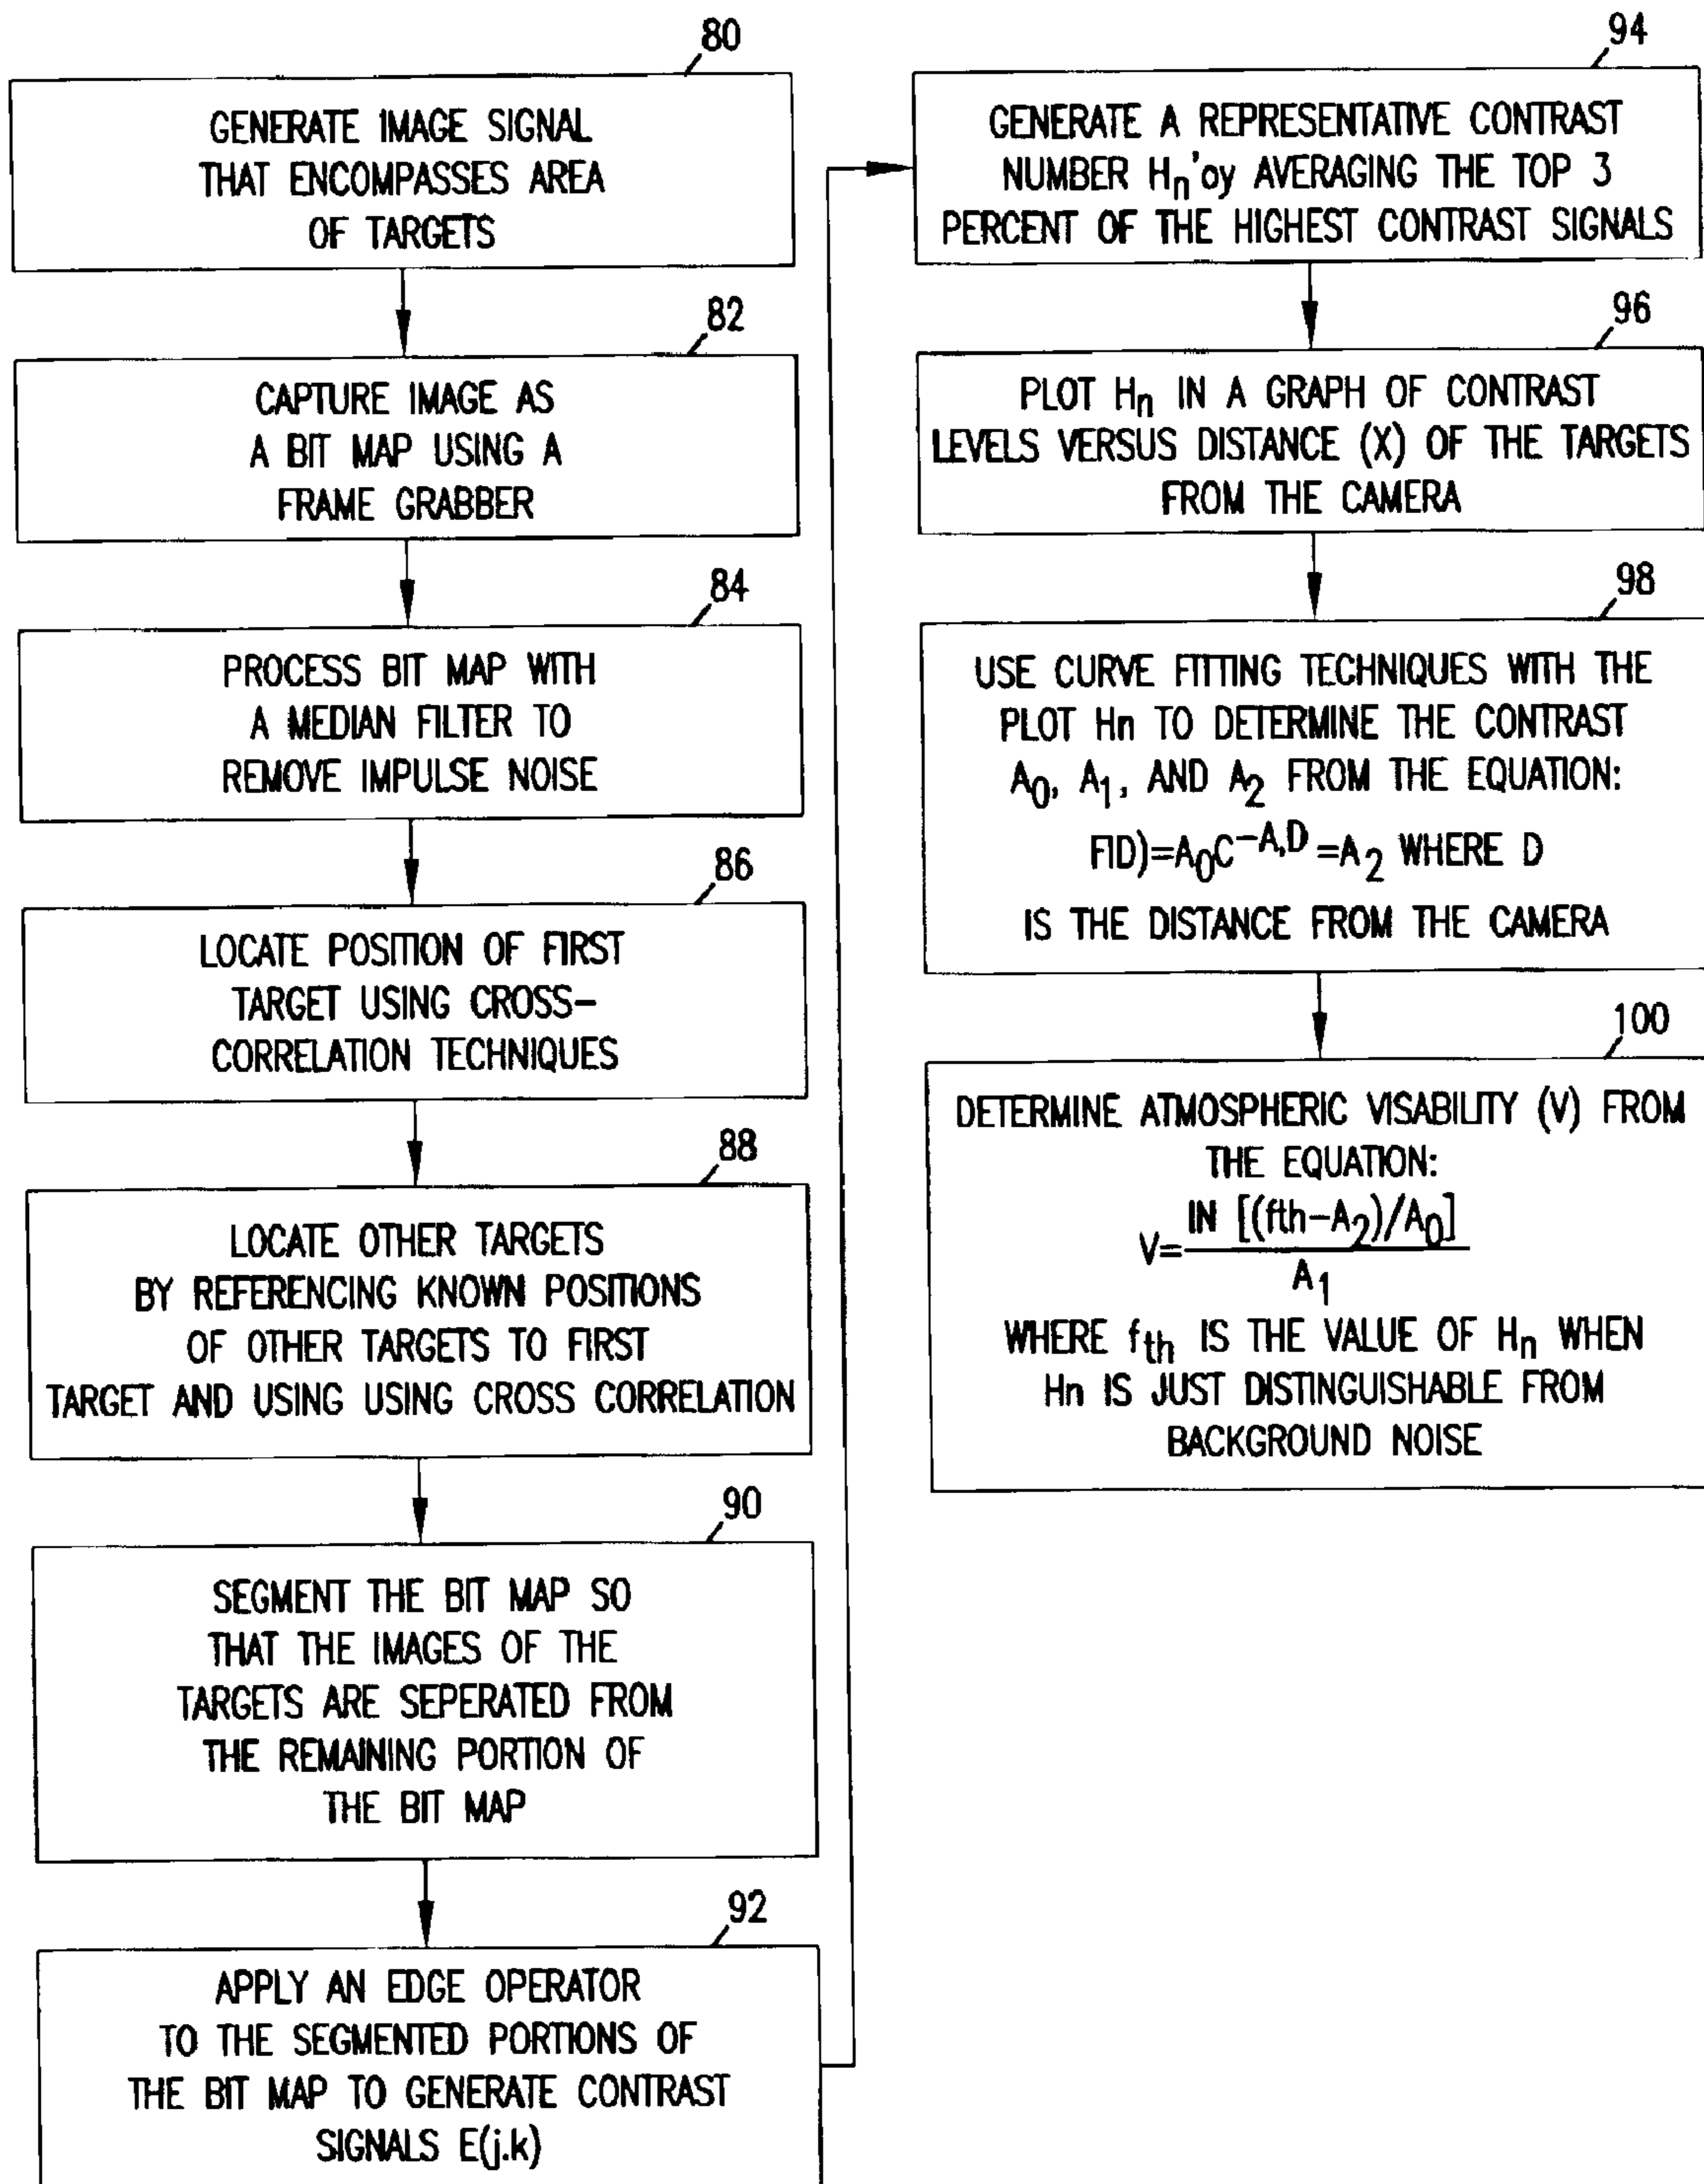 80
GENERATE IMAGE SIGNAL
THAT ENCOMPASSES AREA
OF TARGETS
82
CAPTURE IMAGE AS
A BIT MAP USING A
FRAME GRABBER
84
PROCESS BIT MAP WITH
A MEDIAN FILTER TO
REMOVE IMPULSE NOISE
86
LOCATE POSITION OF FIRST
TARGET USING CROSS-
CORRELATION TECHNIQUES
88
LOCATE OTHER TARGETS
BY REFERENCING KNOWN POSITIONS
OF OTHER TARGETS TO FIRST
TARGET AND USING USING CROSS CORRELATION
90
SEGMENT THE BIT MAP SO
THAT THE IMAGES OF THE
TARGETS ARE SEPERATED FROM
THE REMAINING PORTION OF
THE BIT MAP
92
APPLY AN EDGE OPERATOR
TO THE SEGMENTED PORTIONS OF
THE BIT MAP TO GENERATE CONTRAST
SIGNALS E(j.k)
94
GENERATE A REPRESENTATIVE CONTRAST
NUMBER Hn'oy AVERAGING THE TOP 3
PERCENT OF THE HIGHEST CONTRAST SIGNALS
96
PLOT Hn IN A GRAPH OF CONTRAST
LEVELS VERSUS DISTANCE (X) OF THE TARGETS
FROM THE CAMERA
98
USE CURVE FITTING TECHNIQUES WITH THE
PLOT Hn TO DETERMINE THE CONTRAST
A0, A1, AND A2 FROM THE EQUATION:
FID)=A0C-A,D=A2 WHERE D
IS THE DISTANCE FROM THE CAMERA
100
DETERMINE ATMOSPHERIC VISABILITY (V) FROM
THE EQUATION:
V= IN [(fth-A2)/A0]
A1
WHERE fth IS THE VALUE OF Hn WHEN
Hn IS JUST DISTINGUISHABLE FROM
BACKGROUND NOISE